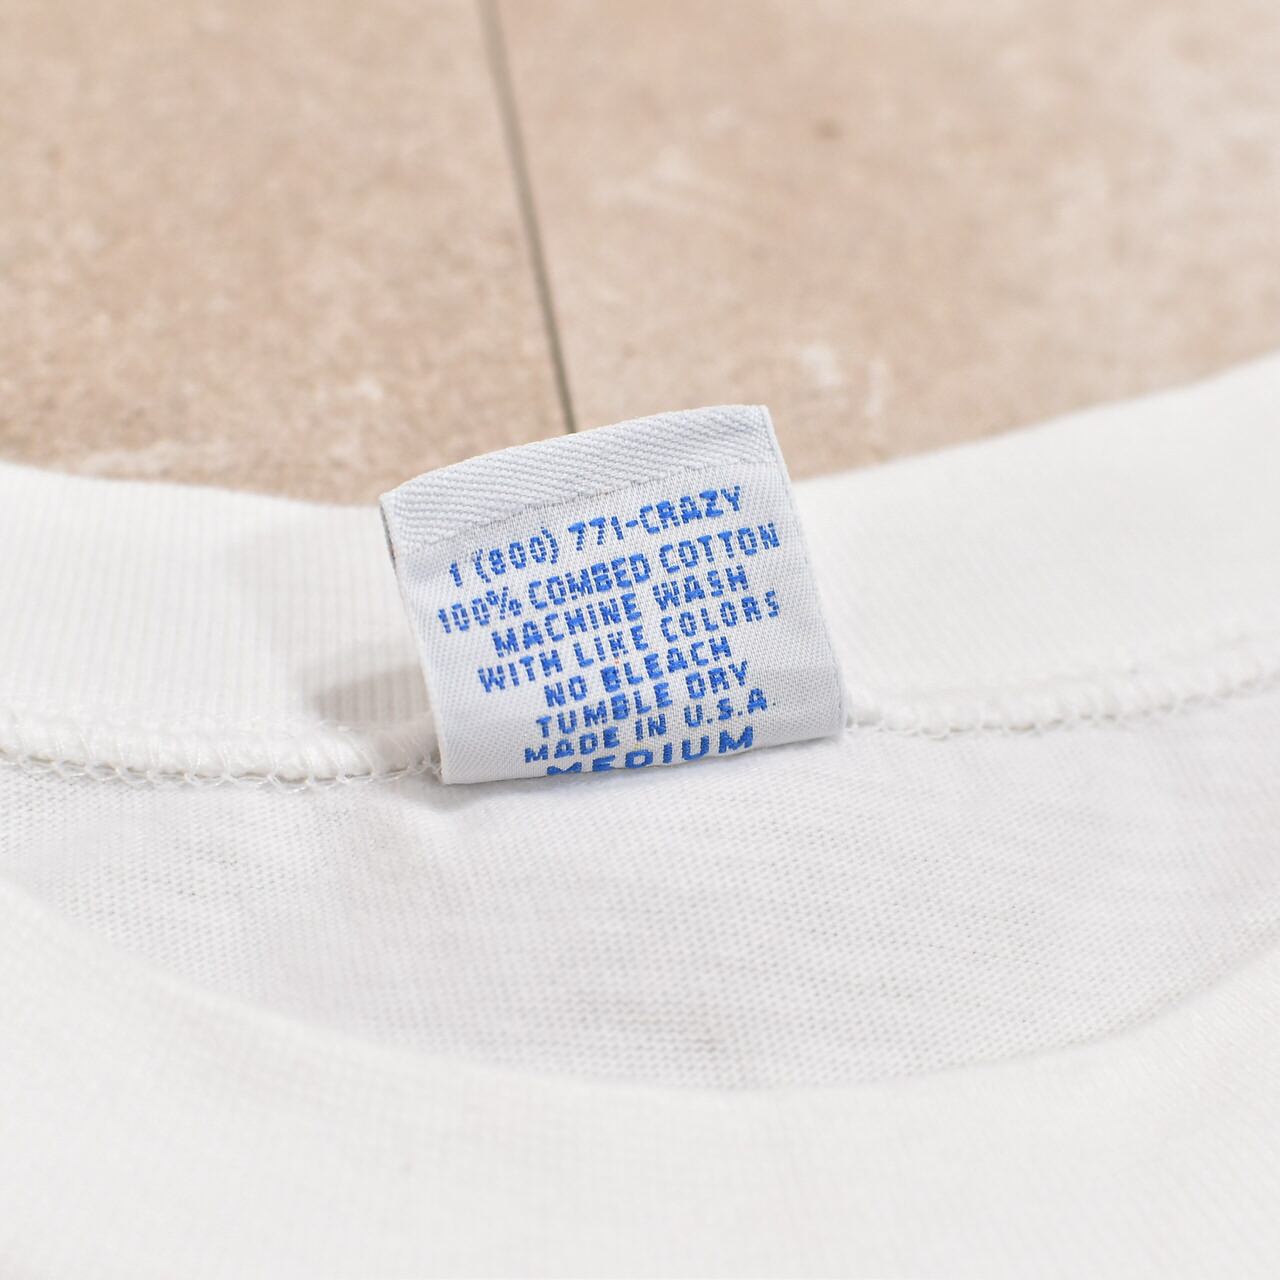 1 (800) 771-CRAZY
100% COMBED COTTON
MACHINE WASH
WITH LIKE COLORS
NO BLEACH
TUMBLE DRY
MADE IN U.S.A.
MEDIUM